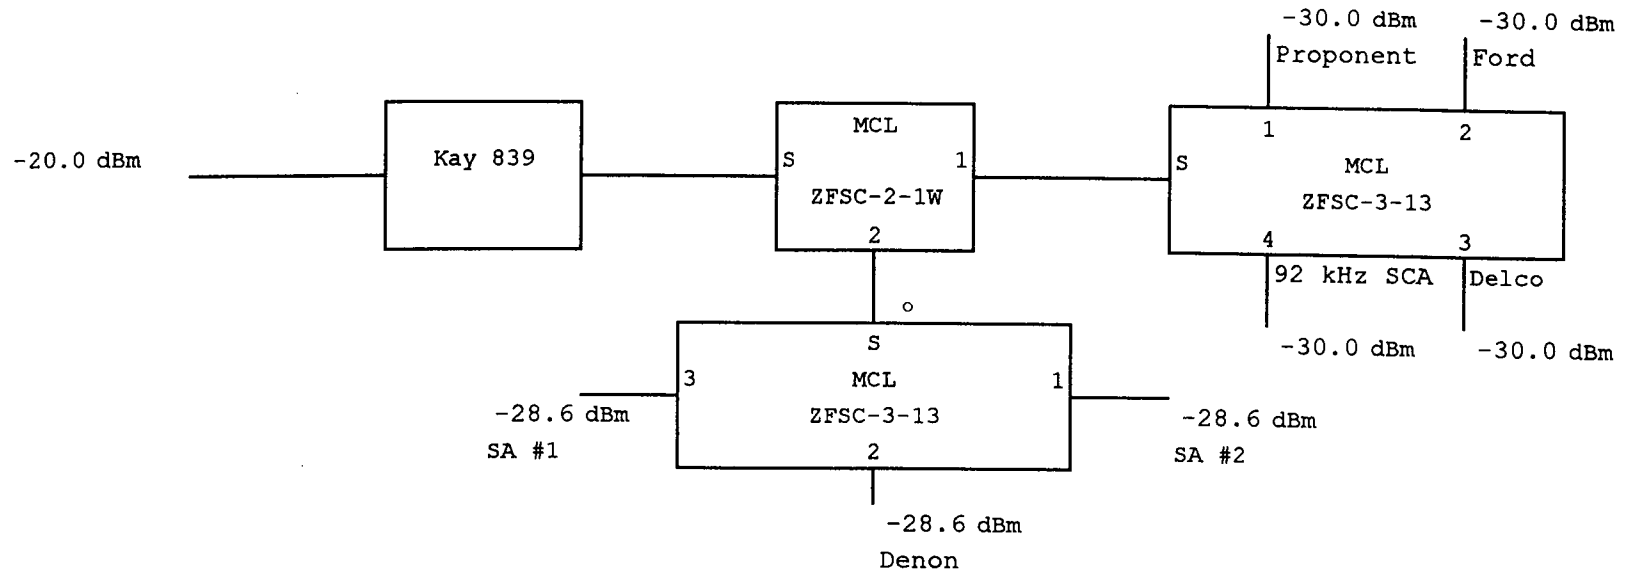 -30.0 dBm
-30.0 dBm
Proponent
Ford
-20.0 dBm
Kay 839
MCL
S
1
ZFSC-2-1W
2
1
2
S
MCL
ZFSC-3-13
4
3
92 kHz SCA
Delco
-30.0 dBm
-30.0 dBm
S
3
MCL
1
ZFSC-3-13
2
-28.6 dBm
SA #1
-28.6 dBm
SA #2
-28.6 dBm
Denon